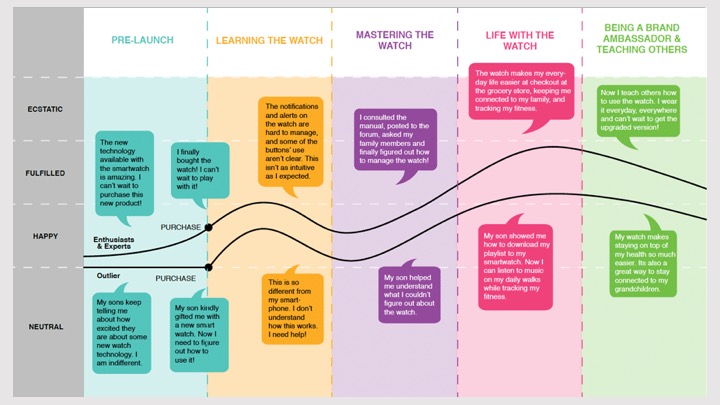 PRE-LAUNCH
LEARNING THE WATCH
MASTERING THE
WATCH
LIFE WITH THE
WATCH
BEING A BRAND
AMBASSADOR &
TEACHING OTHERS
ECSTATIC
FULFILLED
HAPPY
NEUTRAL
The new
technology
available with
the smartwatch
is amazing. I
can't wait to
purchase this
new product!
I finally
bought the
watch! I can't
wait to play
with it!
The notifications
and alerts on
the watch are
hard to manage,
and some of the
buttons' use
aren't clear. This
isn't as intuitive
as I expected.
I consulted the
manual, posted to the
forum, asked my
family members and
finally figured out how
to manage the watch!
The watch makes my every-
day life easier at checkout at
the grocery store, keeping me
connected to my family, and
tracking my fitness.
Now I teach others how
to use the watch. I wear
it everyday, everywhere
and can't wait to get the
upgraded version!
PURCHASE
Enthusiasts
& Experts
Outlier
PURCHASE
My sons keep
telling me
about how
excited they
are about some
new watch
technology. I
am indifferent.
My son kindly
gifted me with
a new smart
watch. Now I
need to figure
out how to
use it!
This is so
different from
my smart-
phone. I don't
understand
how this works.
I need help!
My son helped
me understand
what I couldn't
figure out about
the watch.
My son showed me
how to download my
playlist to my
smartwatch. Now I
can listen to music
on my daily walks
while tracking my
fitness.
My watch makes
staying on top of
my health so much
easier. Its also a
great way to stay
connected to my
grandchildren.